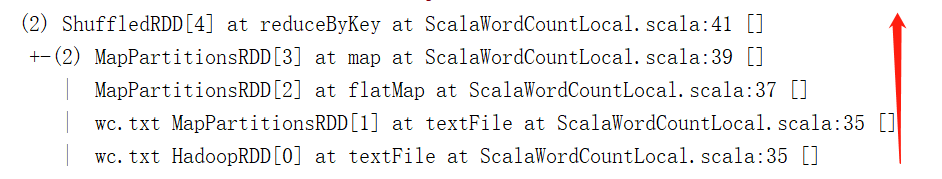 (2) ShuffledRDD[4] at reduceByKey at ScalaWordCountLocal.scala:41 []
+-(2) MapPartitionsRDD[3] at map at ScalaWordCountLocal.scala:39 []
| MapPartitionsRDD[2] at flatMap at ScalaWordCountLocal.scala:37 []
| wc.txt MapPartitionsRDD[1] at textFile at ScalaWordCountLocal.scala:35 []
| wc.txt HadoopRDD[0] at textFile at ScalaWordCountLocal.scala:35 []